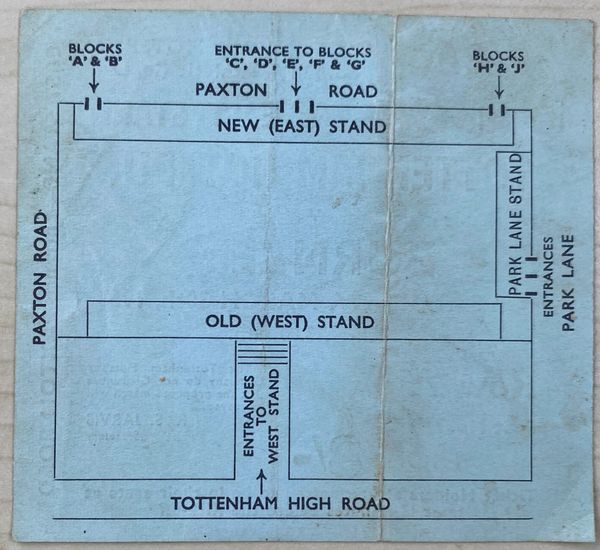 BLOCKS
'A' & 'B'
ENTRANCE TO BLOCKS
'C', 'D', 'E', 'F' & 'G'
BLOCKS
'H' & 'J'
PAXTON ROAD
NEW (EAST) STAND
PAXTON ROAD
PARK LANE STAND
ENTRANCES
PARK LANE
OLD (WEST) STAND
ENTRANCES
TO
WEST STAND
TOTTENHAM HIGH ROAD